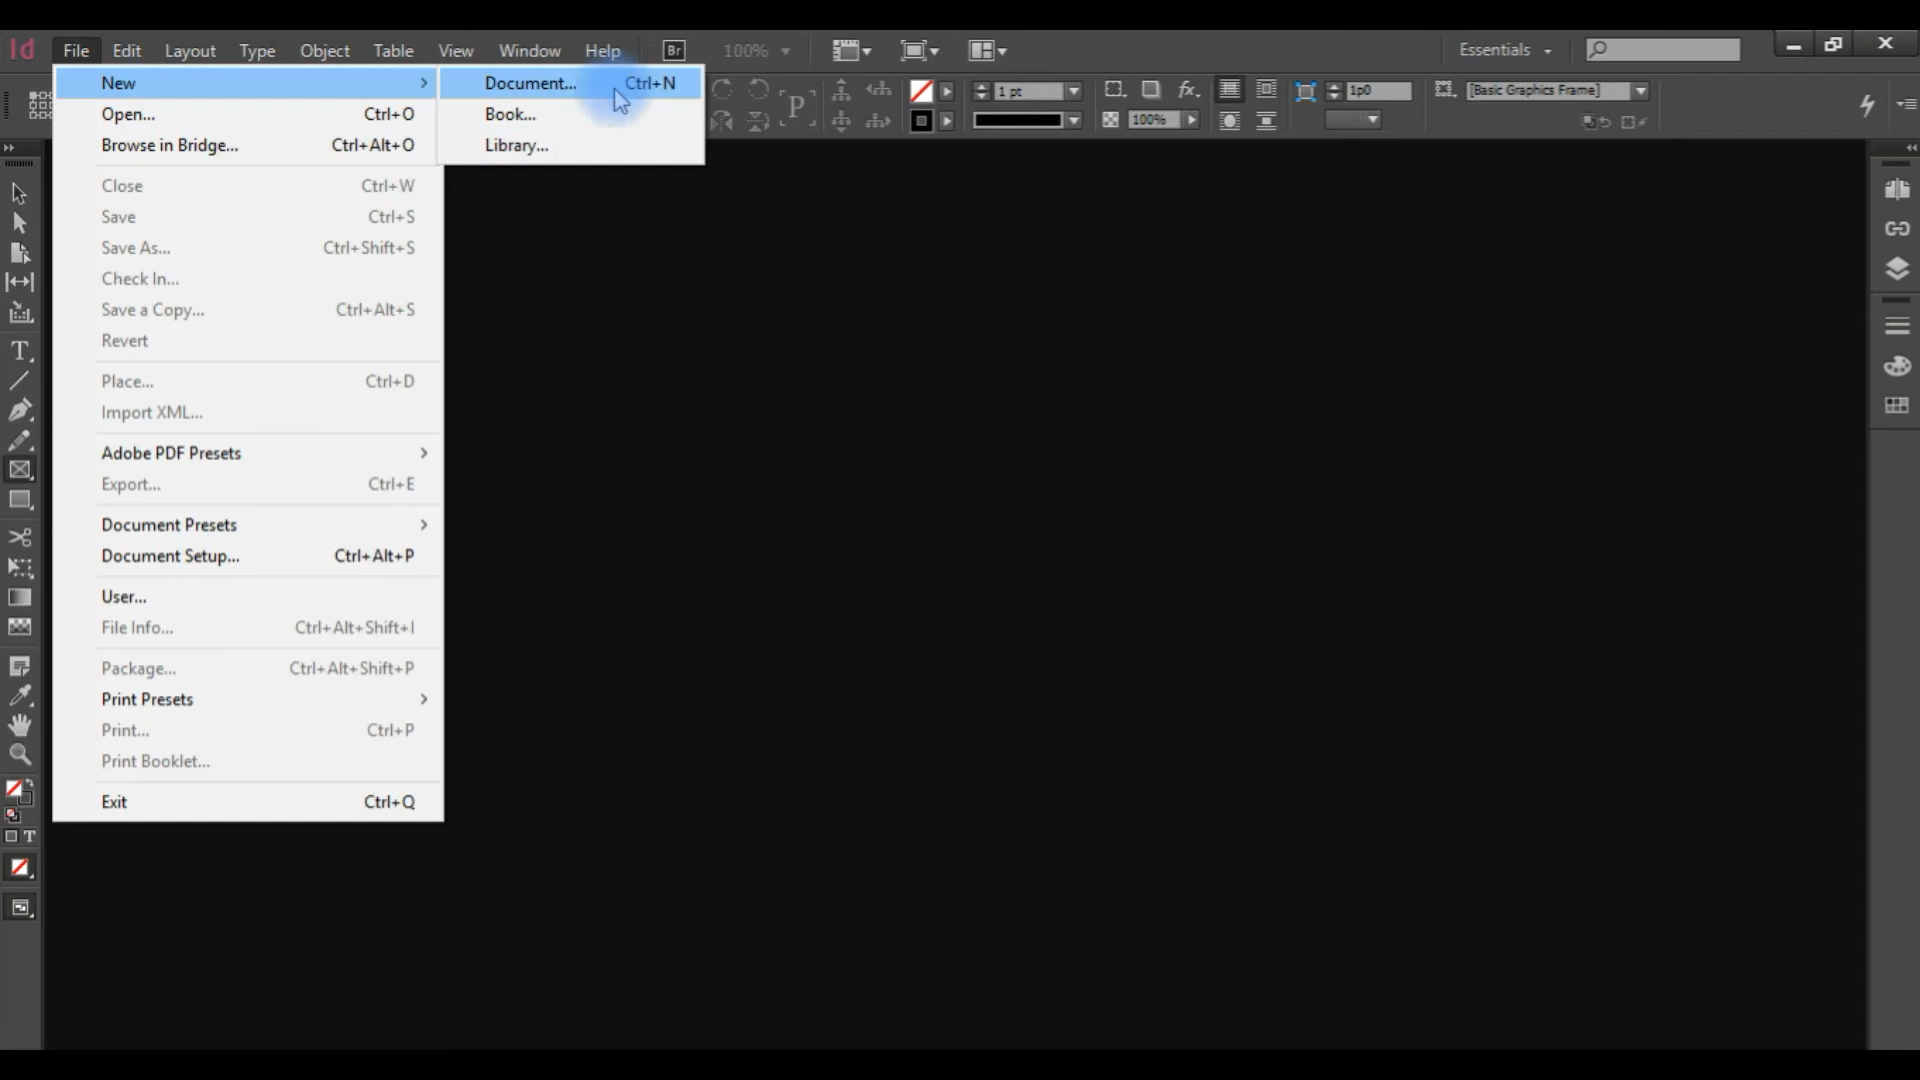 Id File Edit Layout Type Object Table View Window Help Br 100% Essentials
New Document... Ctrl+N
Open... Ctrl+O Book...
Browse in Bridge... Ctrl+Alt+O Library...
P fx. 1 pt 1p0 [Basic Graphics Frame]
100%
Close Ctrl+W
Save Ctrl+S
Save As... Ctrl+Shift+S
Check In...
Save a Copy... Ctrl+Alt+S
Revert
Place... Ctrl+D
Import XML...
Adobe PDF Presets
Export... Ctrl+E
Document Presets
Document Setup... Ctrl+Alt+P
User...
File Info... Ctrl+Alt+Shift+I
Package... Ctrl+Alt+Shift+P
Print Presets
Print... Ctrl+P
Print Booklet...
Exit Ctrl+Q
T
T